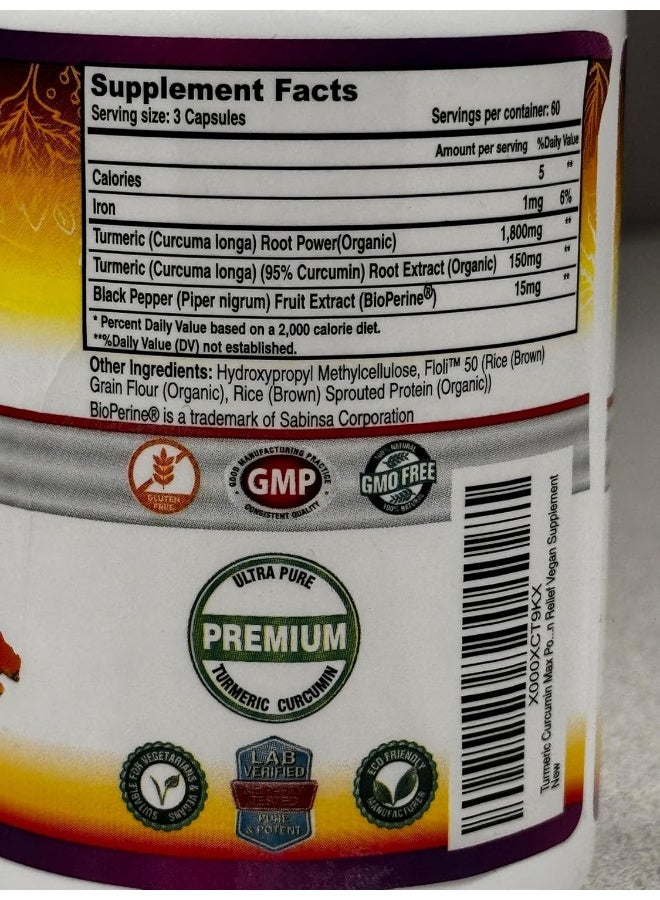 Supplement Facts
Serving size: 3 Capsules Servings per container: 60
Amount per serving %Daily Value
Calories 5 **
Iron 1mg 6%
Turmeric (Curcuma longa) Root Power(Organic) 1,800mg **
Turmeric (Curcuma longa) (95% Curcumin) Root Extract (Organic) 150mg **
Black Pepper (Piper nigrum) Fruit Extract (BioPerine®) 15mg **
* Percent Daily Value based on a 2,000 calorie diet.
**%Daily Value (DV) not established.
Other Ingredients: Hydroxypropyl Methylcellulose, Floli™ 50 (Rice (Brown)
Grain Flour (Organic), Rice (Brown) Sprouted Protein (Organic))
BioPerine® is a trademark of Sabinsa Corporation
GLUTEN
FREE
GOOD MANUFACTURING PRACTICE
GMP
CONSISTENT QUALITY
100% NATURAL
GMO FREE
100% NATURAL
ULTRA PURE
PREMIUM
TURMERIC CURCUMIN
SUITABLE FOR VEGETARIANS & VEGANS
LAB
VERIFIED
TESTED
PURE
& POTENT
ECO FRIENDLY
MANUFACTURER
X000XCT9KX
Turmeric Curcumin Max Po...n Relief Vegan Supplement
New